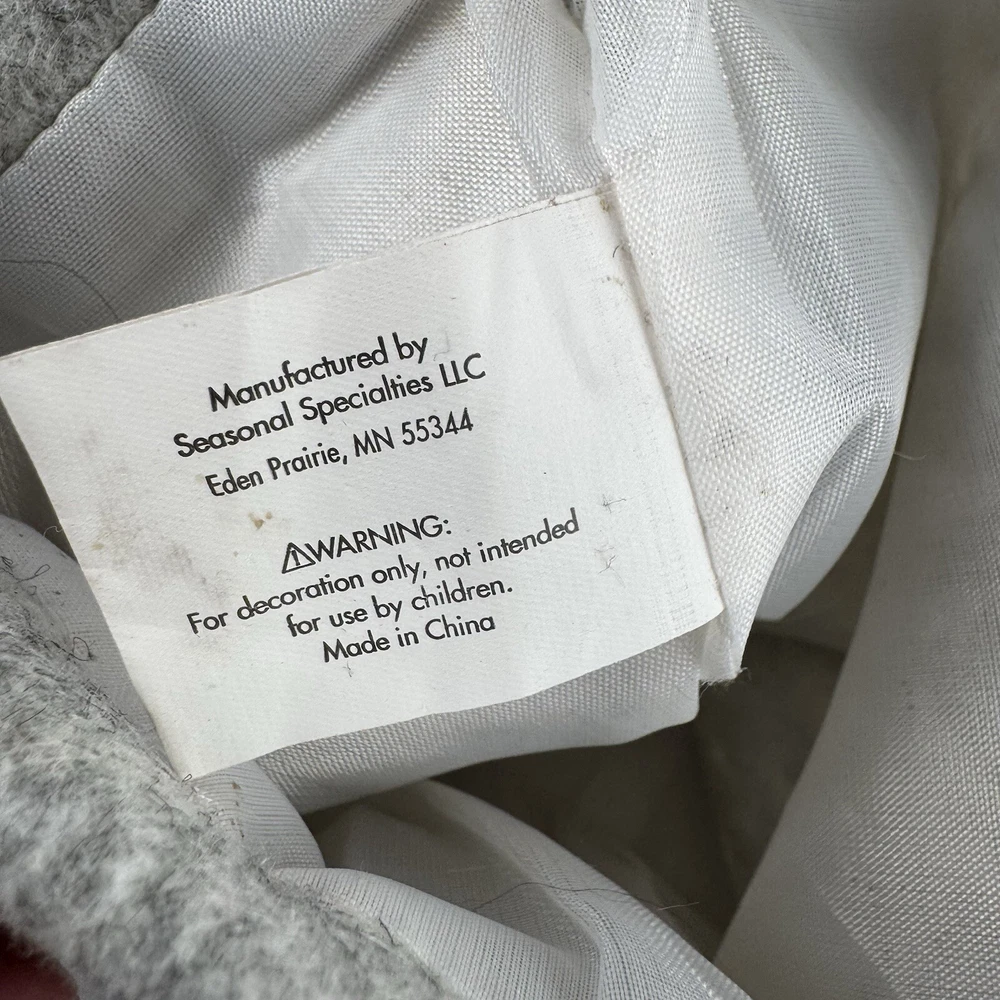 Manufactured by
Seasonal Specialties LLC
Eden Prairie, MN 55344
⚠WARNING:
For decoration only, not intended
for use by children.
Made in China